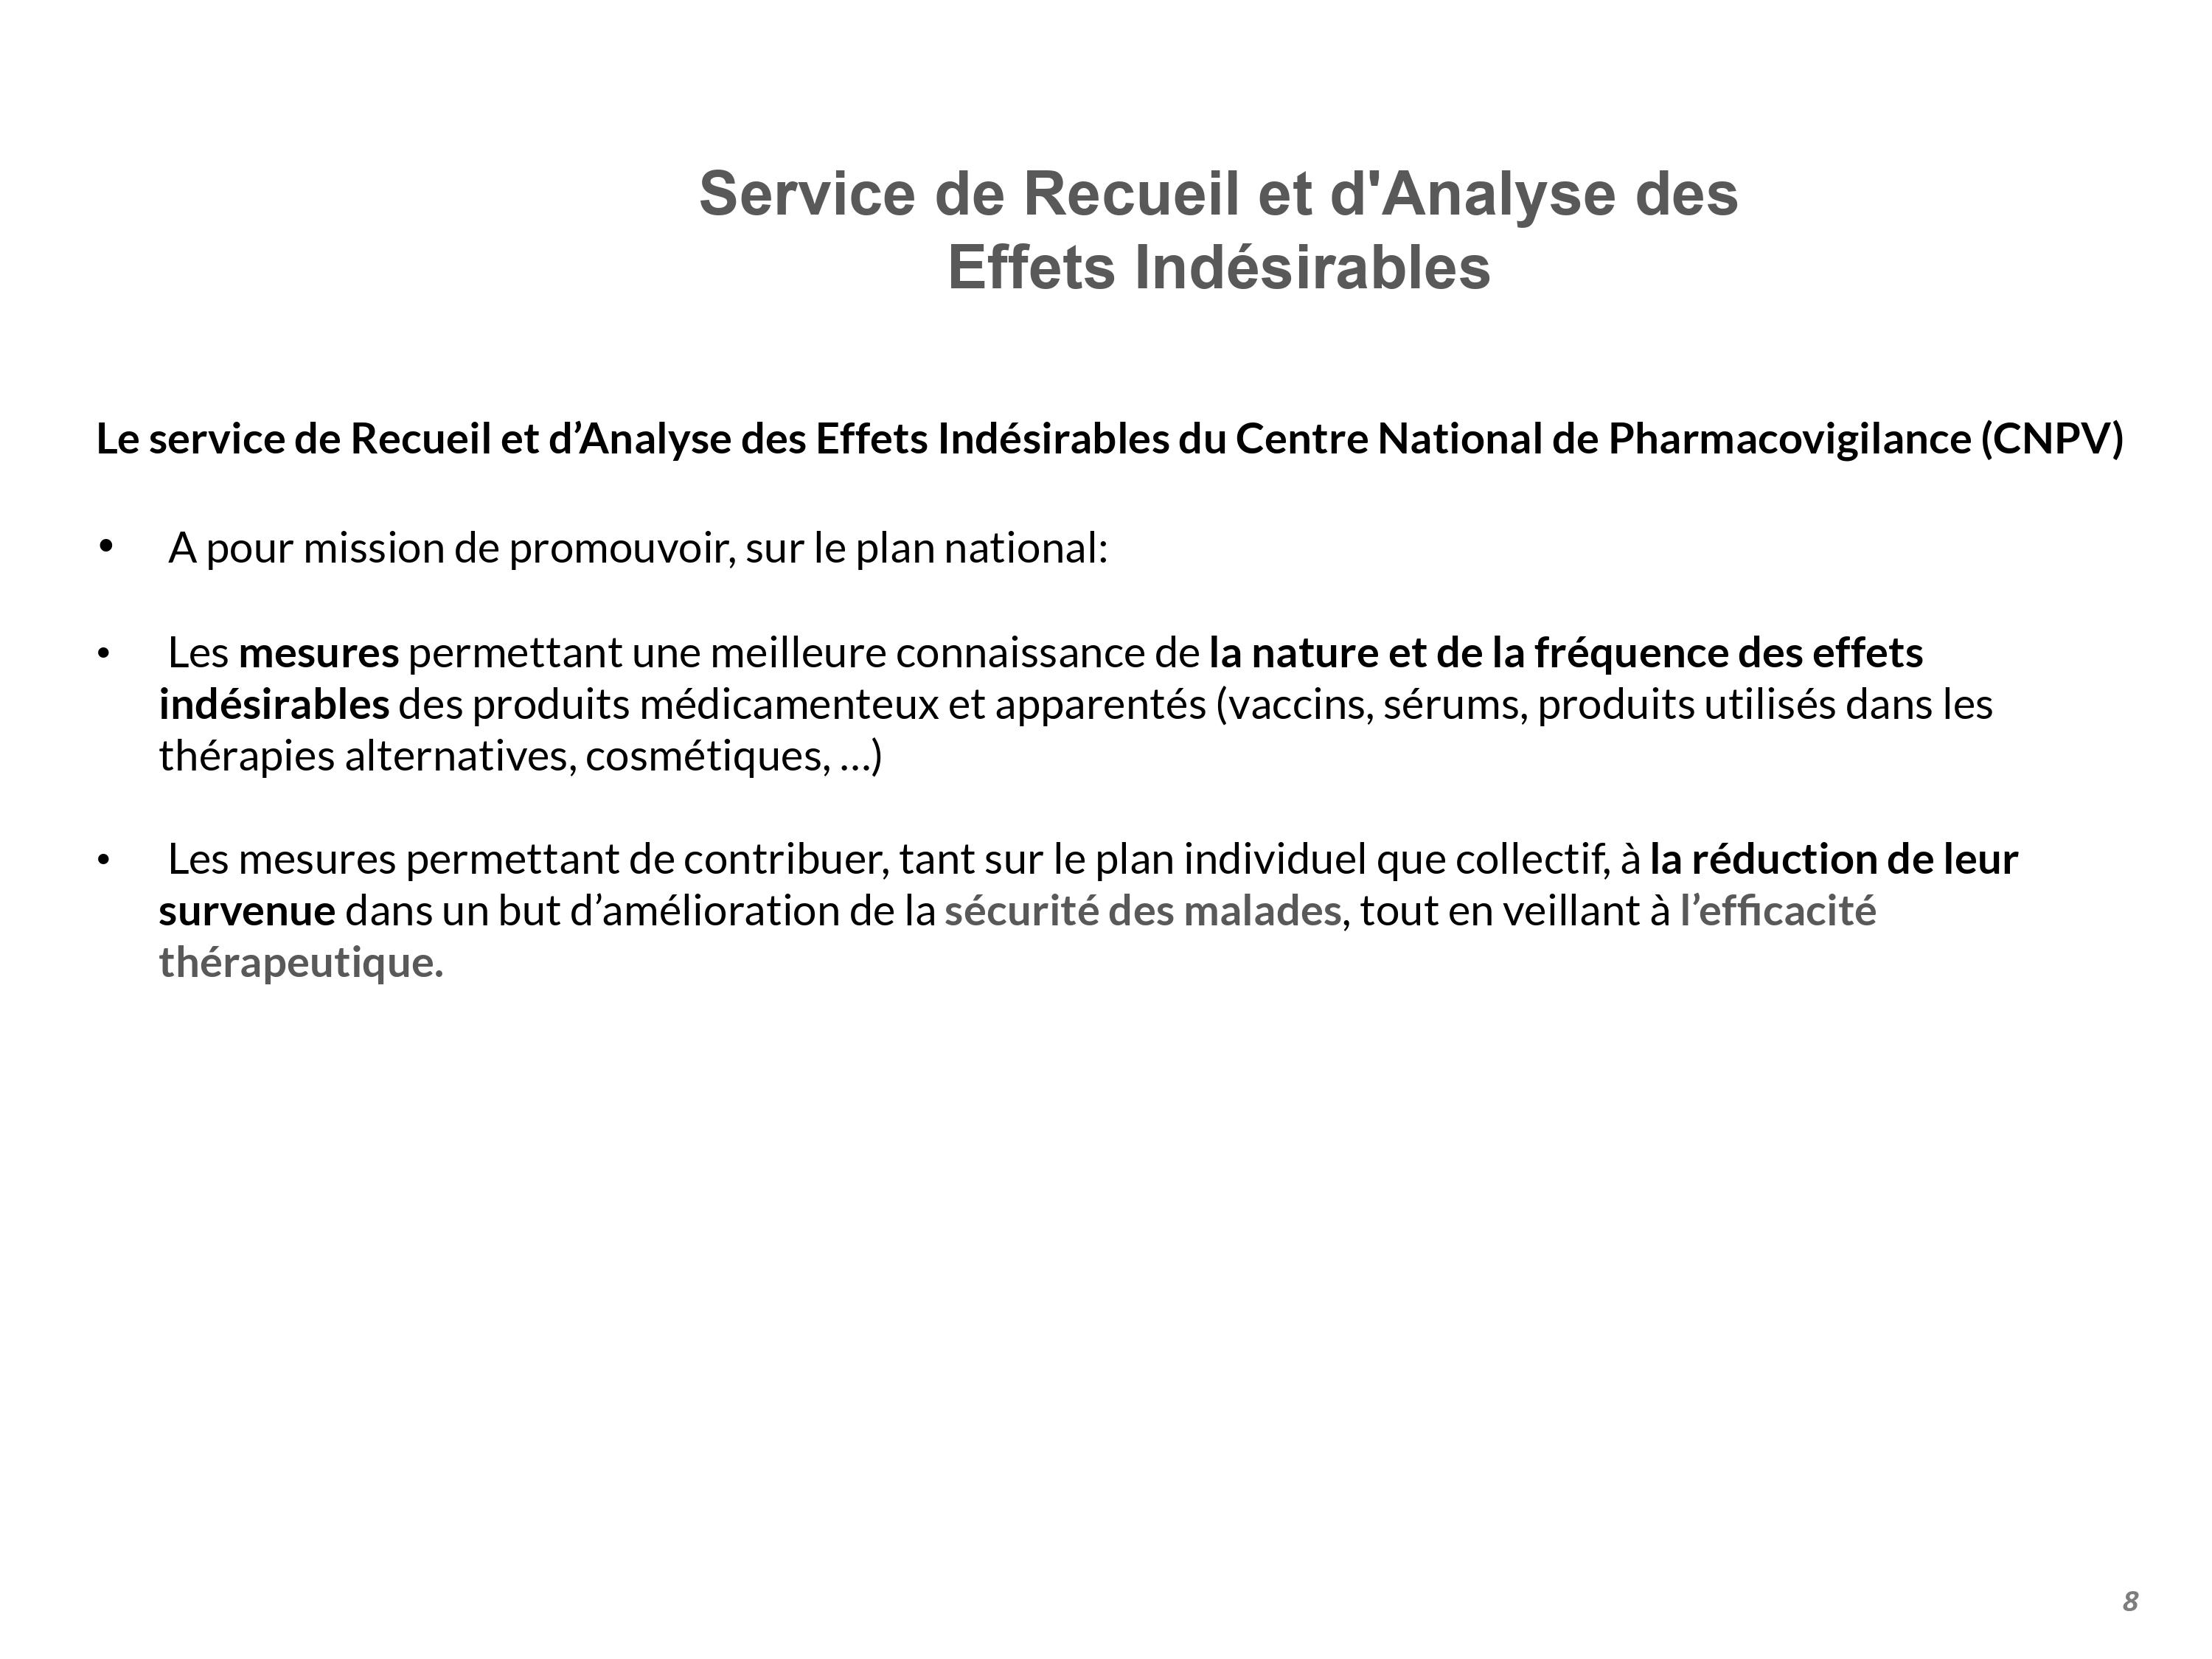 Service de Recueil et d'Analyse des
Effets Indésirables
Le service de Recueil et d’Analyse des Effets Indésirables du Centre National de Pharmacovigilance (CNPV)
• A pour mission de promouvoir, sur le plan national:
• Les mesures permettant une meilleure connaissance de la nature et de la fréquence des effets
indésirables des produits médicamenteux et apparentés (vaccins, sérums, produits utilisés dans les
thérapies alternatives, cosmétiques, …)
• Les mesures permettant de contribuer, tant sur le plan individuel que collectif, à la réduction de leur
survenue dans un but d’amélioration de la sécurité des malades, tout en veillant à l’efficacité
thérapeutique.
8